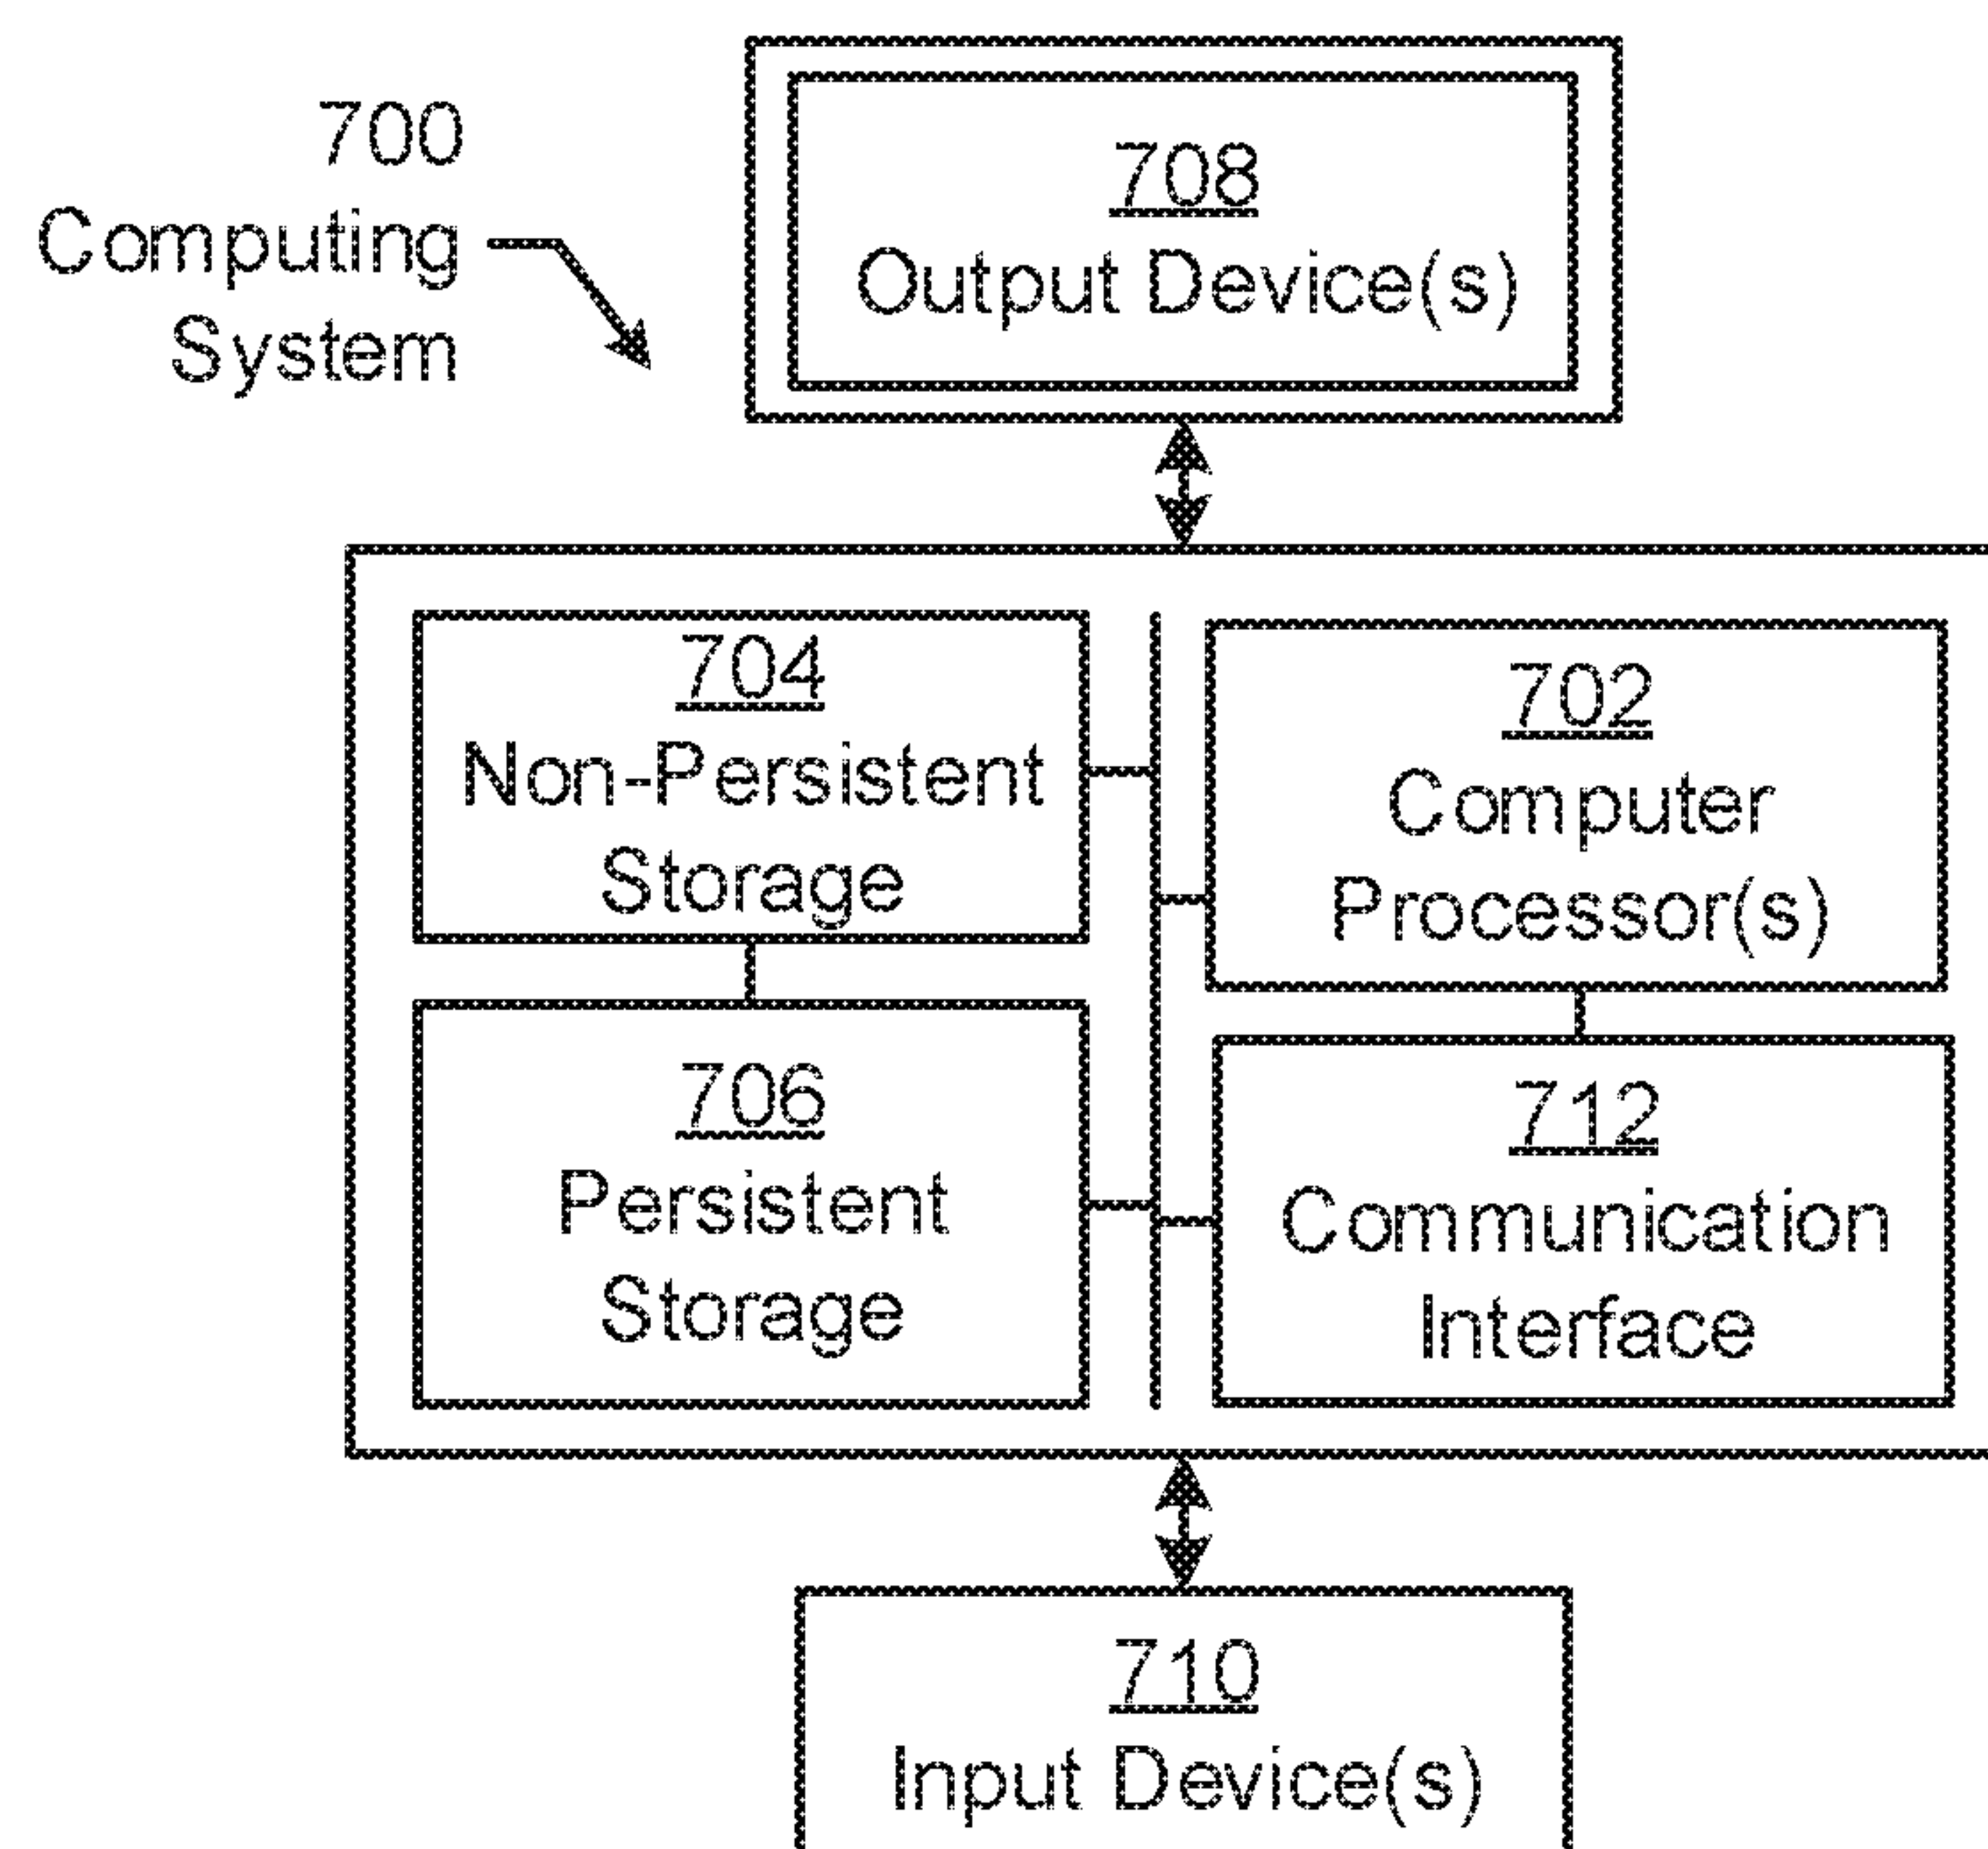 700
Computing
System
708
Output Device(s)
704
Non-Persistent
Storage
702
Computer
Processor(s)
706
Persistent
Storage
712
Communication
Interface
710
Input Device(s)